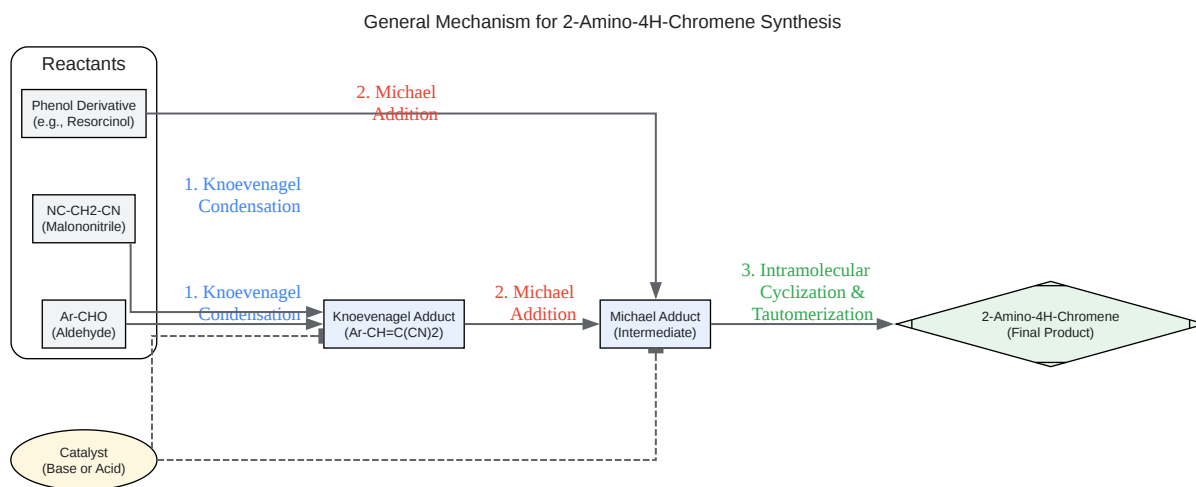 General Mechanism for 2-Amino-4H-Chromene Synthesis
Reactants
Phenol Derivative
(e.g., Resorcinol)
2. Michael
Addition
NC-CH2-CN
(Malononitrile)
1. Knoevenagel
Condensation
Ar-CHO
(Aldehyde)
1. Knoevenagel
Condensation
Knoevenagel Adduct
(Ar-CH=C(CN)2)
2. Michael
Addition
Michael Adduct
(Intermediate)
3. Intramolecular
Cyclization &
Tautomerization
2-Amino-4H-Chromene
(Final Product)
Catalyst
(Base or Acid)